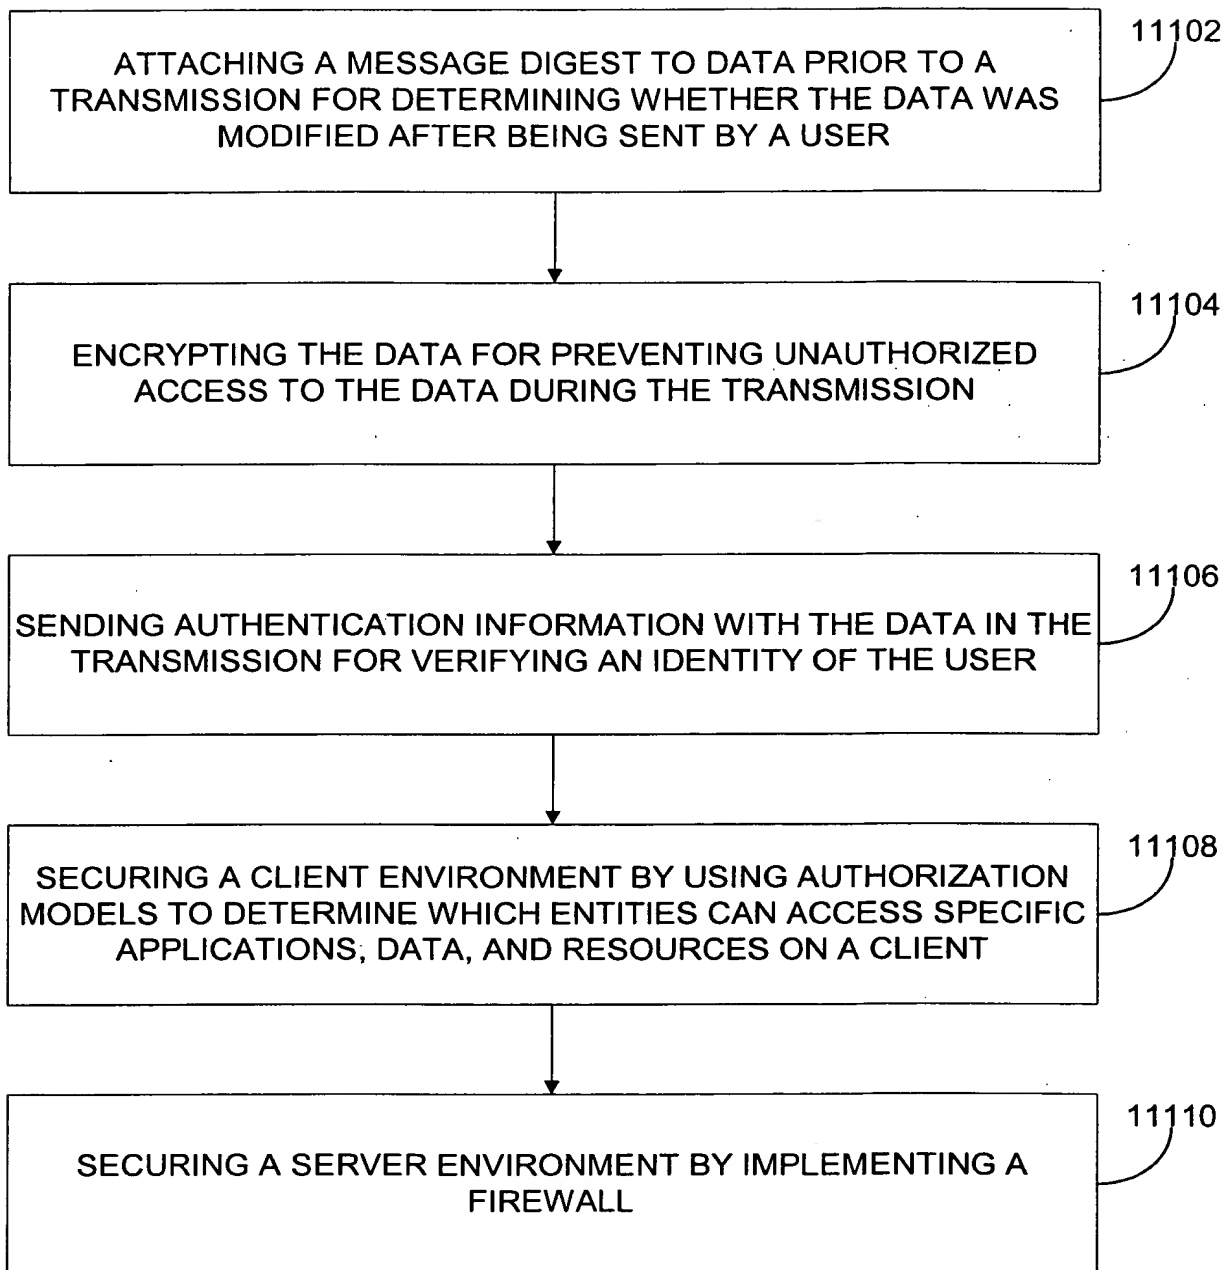 11102
ATTACHING A MESSAGE DIGEST TO DATA PRIOR TO A
TRANSMISSION FOR DETERMINING WHETHER THE DATA WAS
MODIFIED AFTER BEING SENT BY A USER
11104
ENCRYPTING THE DATA FOR PREVENTING UNAUTHORIZED
ACCESS TO THE DATA DURING THE TRANSMISSION
11106
SENDING AUTHENTICATION INFORMATION WITH THE DATA IN THE
TRANSMISSION FOR VERIFYING AN IDENTITY OF THE USER
11108
SECURING A CLIENT ENVIRONMENT BY USING AUTHORIZATION
MODELS TO DETERMINE WHICH ENTITIES CAN ACCESS SPECIFIC
APPLICATIONS, DATA, AND RESOURCES ON A CLIENT
11110
SECURING A SERVER ENVIRONMENT BY IMPLEMENTING A
FIREWALL